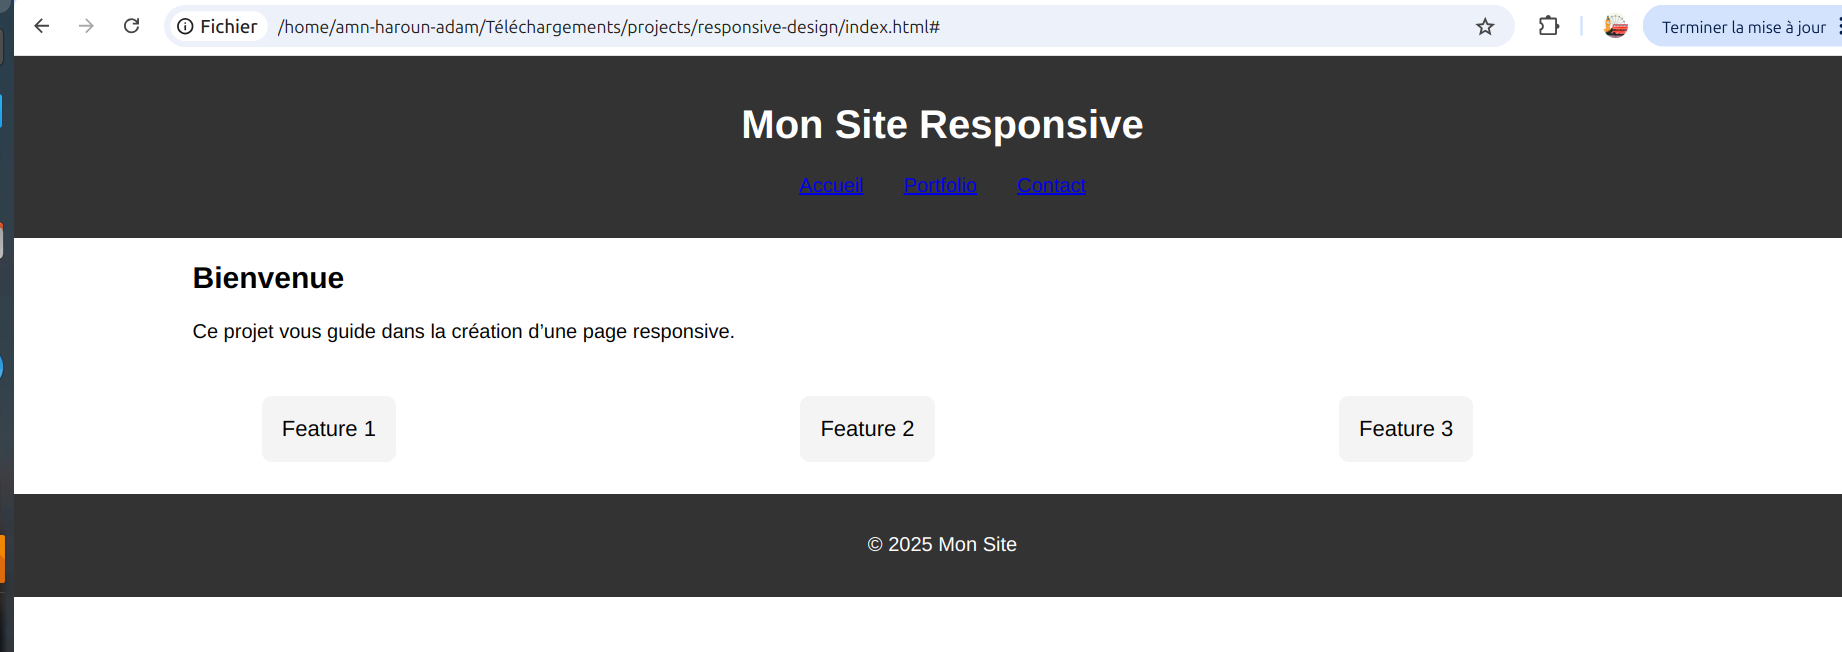 Fichier /home/amn-haroun-adam/Téléchargements/projects/responsive-design/index.html# Terminer la mise à jour
Mon Site Responsive
Accueil Portfolio Contact
Bienvenue
Ce projet vous guide dans la création d’une page responsive.
Feature 1 Feature 2 Feature 3
© 2025 Mon Site